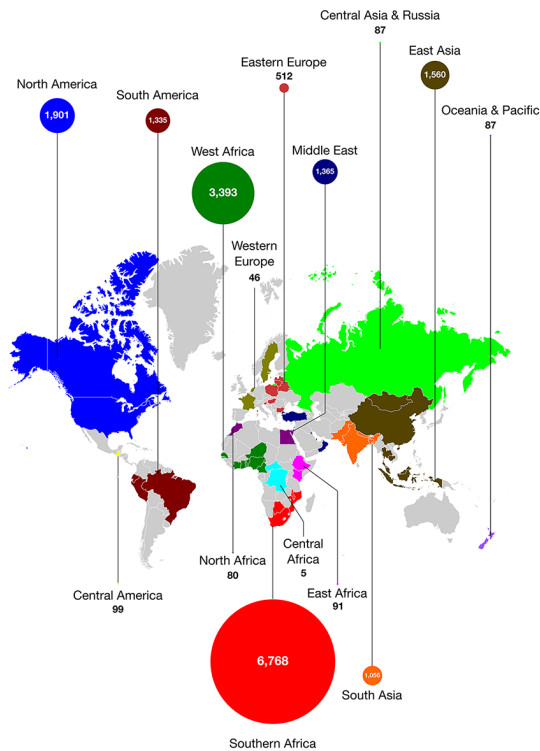 Central Asia & Russia
87
East Asia
1,560
Eastern Europe
512
North America
1,901
South America
1,335
Oceania & Pacific
87
West Africa
3,393
Middle East
1,365
Western
Europe
46
North Africa
80
Central
Africa
5
East Africa
91
Central America
99
6,768
Southern Africa
1,056
South Asia